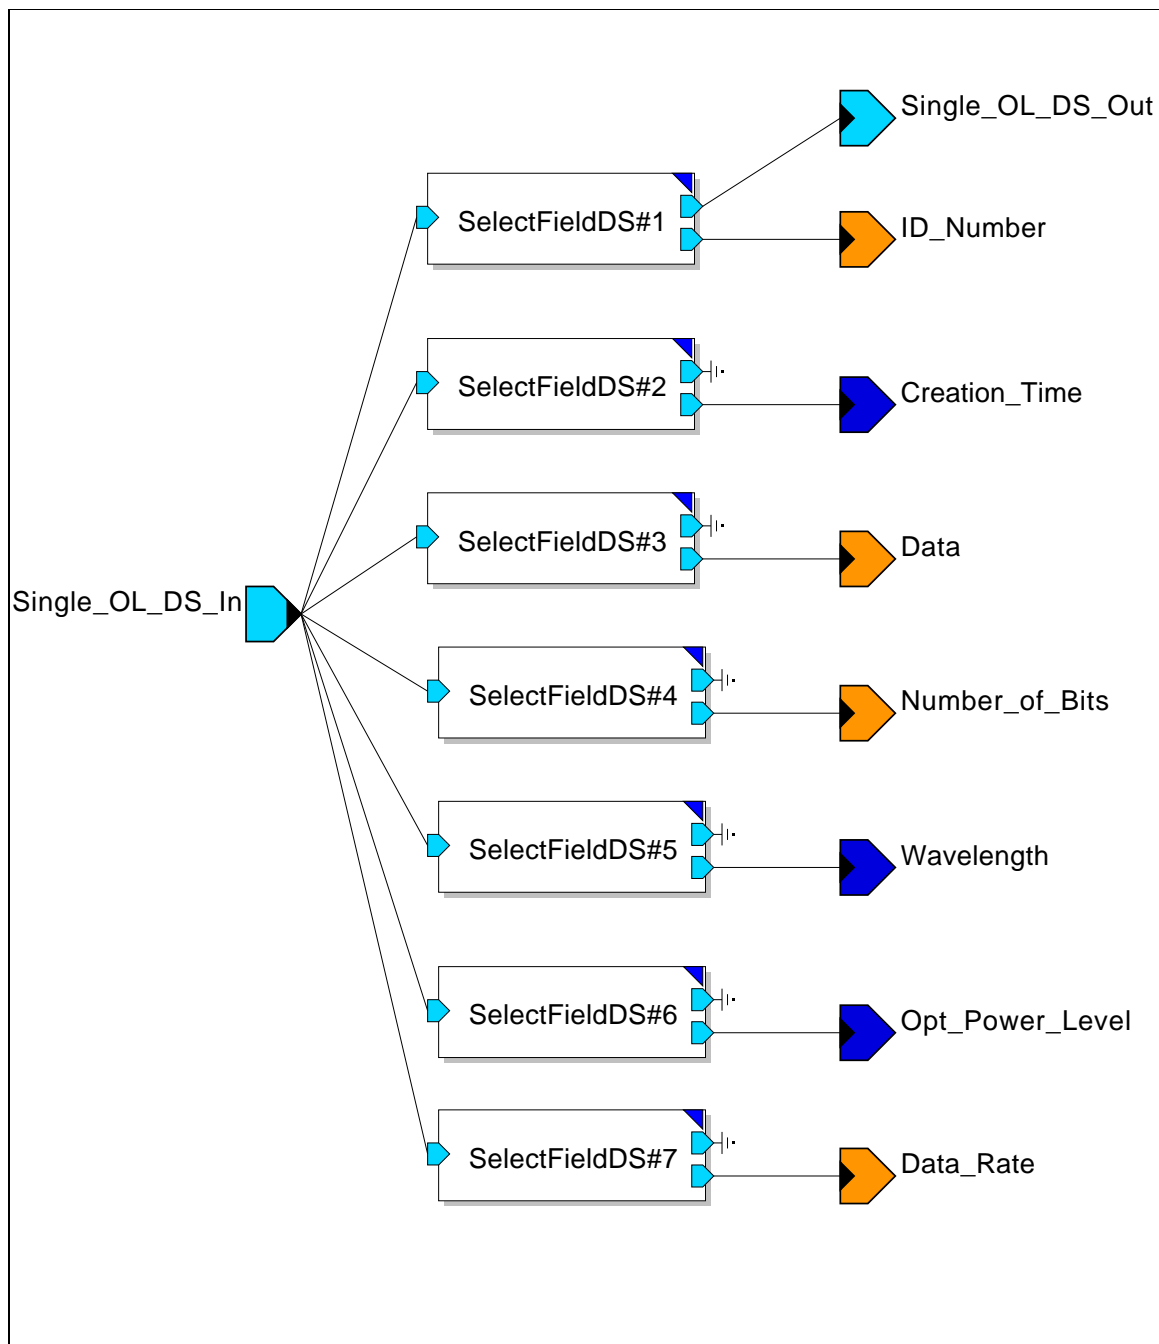 Single_OL_DS_Out
SelectFieldDS#1
ID_Number
SelectFieldDS#2
Creation_Time
SelectFieldDS#3
Data
Single_OL_DS_In
SelectFieldDS#4
Number_of_Bits
SelectFieldDS#5
Wavelength
SelectFieldDS#6
Opt_Power_Level
SelectFieldDS#7
Data_Rate